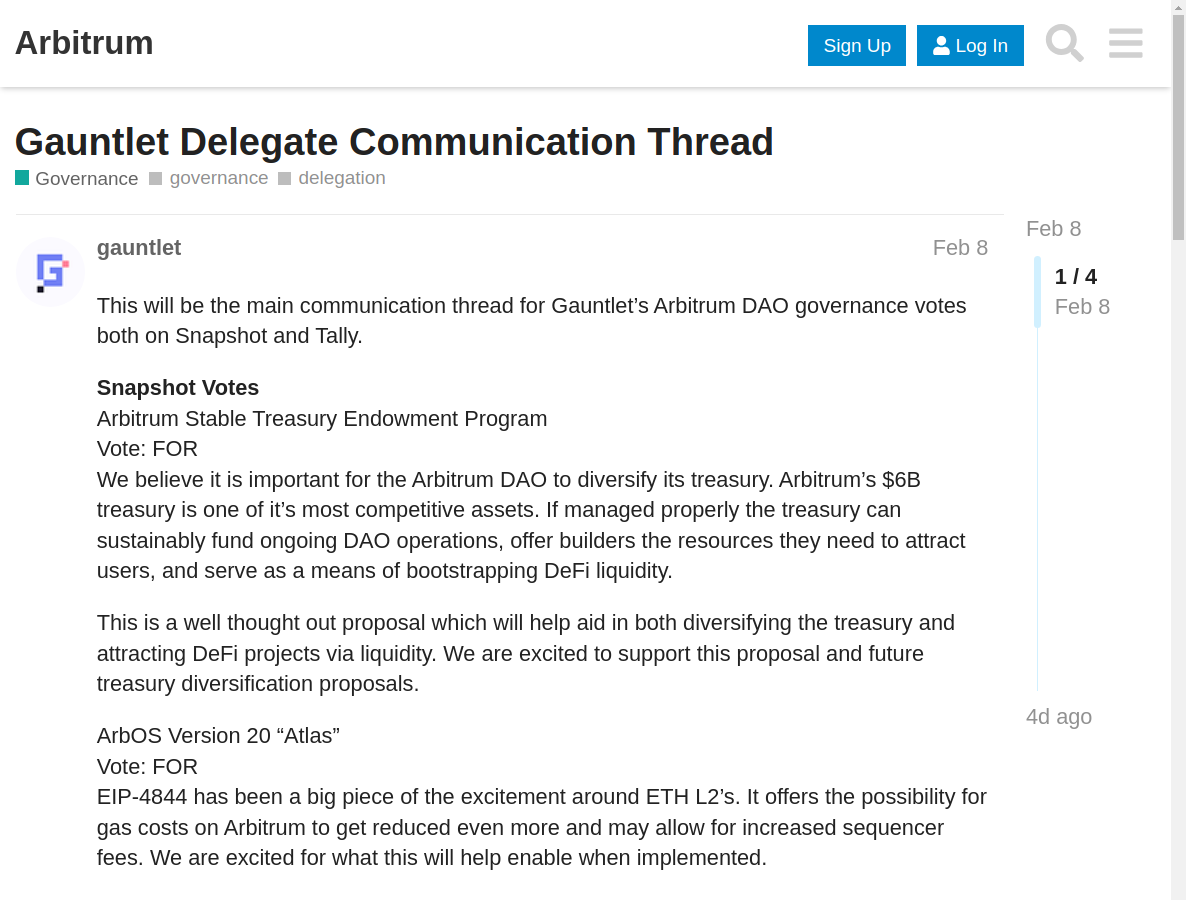 Arbitrum
Sign Up
Log In
Gauntlet Delegate Communication Thread
Governance governance governance delegation
gauntlet
Feb 8
This will be the main communication thread for Gauntlet’s Arbitrum DAO governance votes
both on Snapshot and Tally.
Snapshot Votes
Arbitrum Stable Treasury Endowment Program
Vote: FOR
We believe it is important for the Arbitrum DAO to diversify its treasury. Arbitrum’s $6B
treasury is one of it’s most competitive assets. If managed properly the treasury can
sustainably fund ongoing DAO operations, offer builders the resources they need to attract
users, and serve as a means of bootstrapping DeFi liquidity.
This is a well thought out proposal which will help aid in both diversifying the treasury and
attracting DeFi projects via liquidity. We are excited to support this proposal and future
treasury diversification proposals.
ArbOS Version 20 “Atlas”
Vote: FOR
EIP-4844 has been a big piece of the excitement around ETH L2’s. It offers the possibility for
gas costs on Arbitrum to get reduced even more and may allow for increased sequencer
fees. We are excited for what this will help enable when implemented.
Feb 8
1 / 4
Feb 8
4d ago